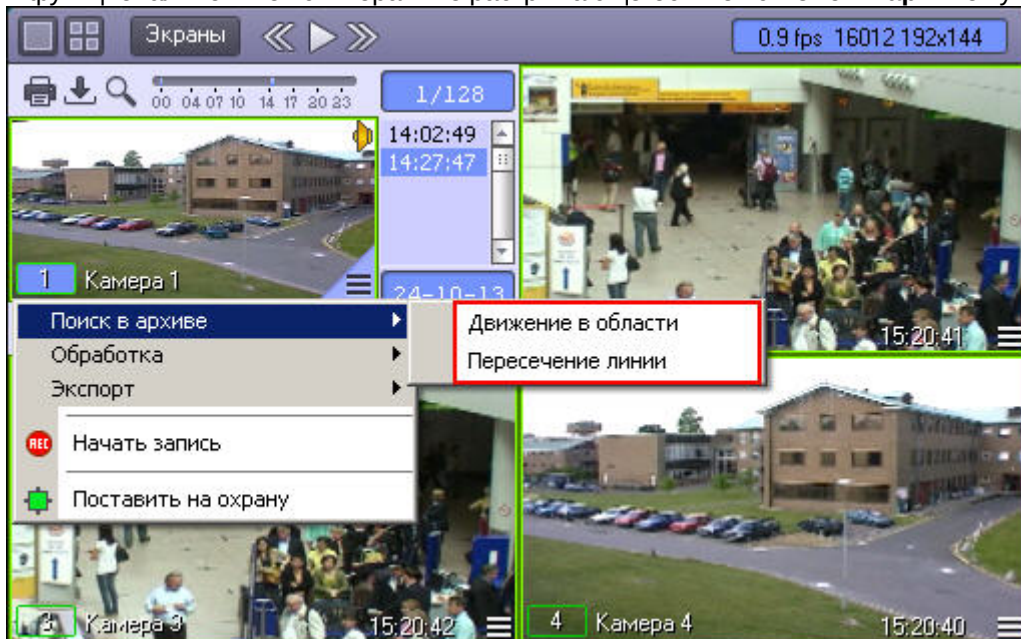 Экраны
0.9 fps 16012 192x144
00 04 07 10 14 17 20 23
1/128
14:02:49
14:27:47
1 Камера 1
24-10-13
Поиск в архиве
Движение в области
Пересечение линии
15:20:41
Обработка
Экспорт
REC Начать запись
Поставить на охрану
3 Камера 3
15:20:42
4 Камера 4
15:20:40